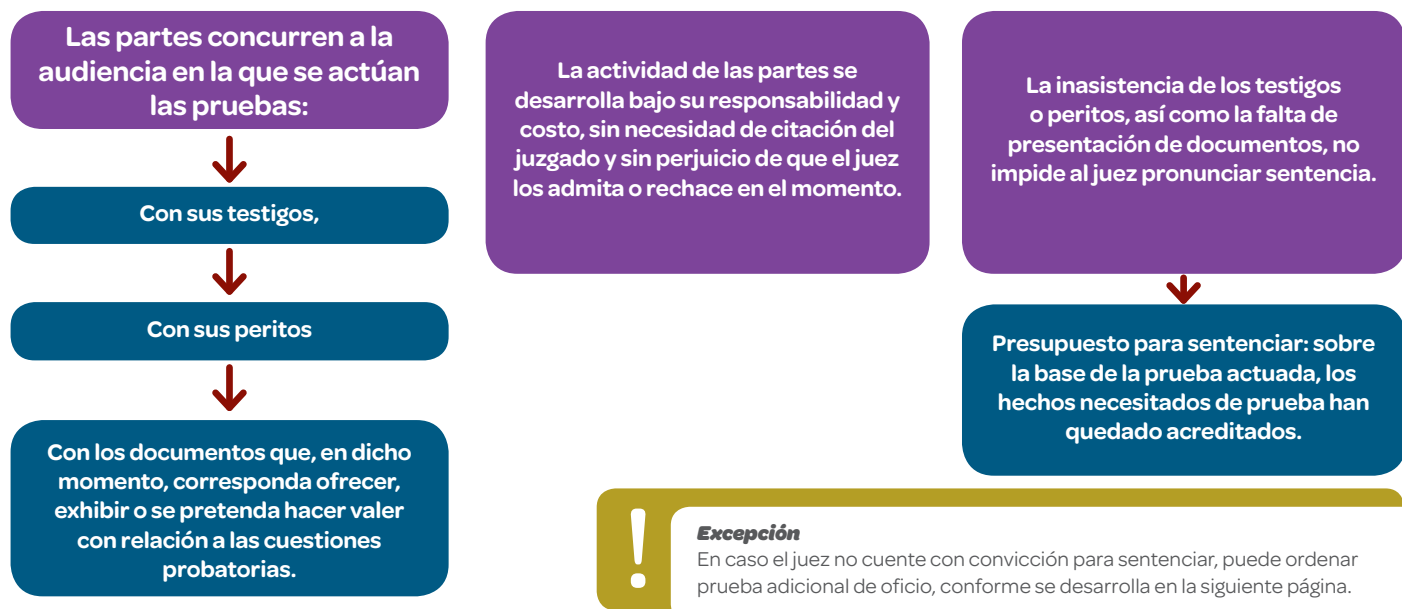 Las partes concurren a la
audiencia en la que se actúan
las pruebas:
Con sus testigos,
Con sus peritos
Con los documentos que, en dicho
momento, corresponda ofrecer,
exhibir o se pretenda hacer valer
con relación a las cuestiones
probatorias.
La actividad de las partes se
desarrolla bajo su responsabilidad y
costo, sin necesidad de citación del
juzgado y sin perjuicio de que el juez
los admita o rechace en el momento.
La inasistencia de los testigos
o peritos, así como la falta de
presentación de documentos, no
impide al juez pronunciar sentencia.
Presupuesto para sentenciar: sobre
la base de la prueba actuada, los
hechos necesitados de prueba han
quedado acreditados.
!
Excepción
En caso el juez no cuente con convicción para sentenciar, puede ordenar
prueba adicional de oficio, conforme se desarrolla en la siguiente página.